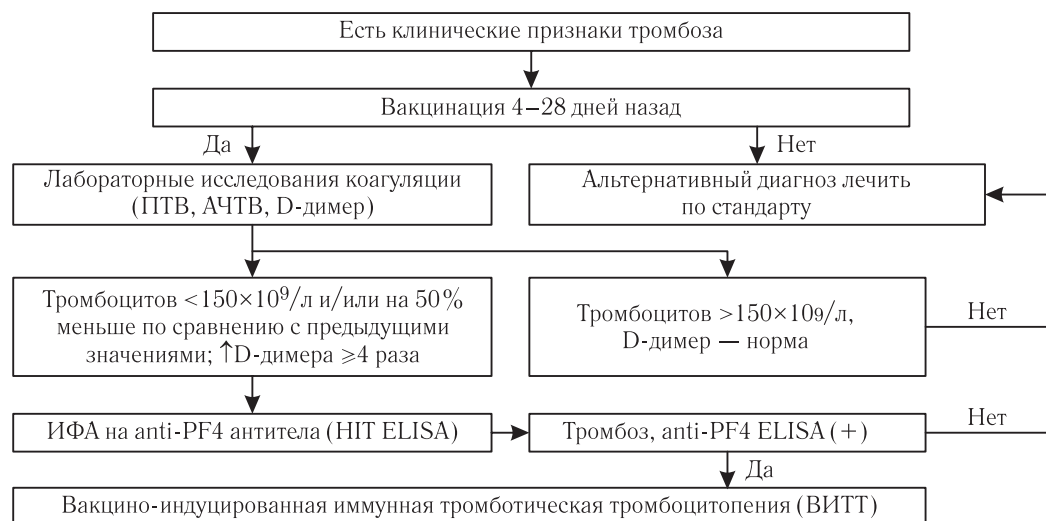 Есть клинические признаки тромбоза
Вакцинация 4–28 дней назад
Да
Нет
Лабораторные исследования коагуляции
(ПТВ, АЧТВ, D-димер)
Альтернативный диагноз лечить
по стандарту
Тромбоцитов <150×10⁹/л и/или на 50%
меньше по сравнению с предыдущими
значениями; ↑D-димера ⩾4 раза
Тромбоцитов >150×10₉/л,
D-димер — норма
Нет
ИФА на anti-PF4 антитела (HIT ELISA)
Тромбоз, anti-PF4 ELISA (+)
Нет
Да
Вакцино-индуцированная иммунная тромботическая тромбоцитопения (ВИТТ)